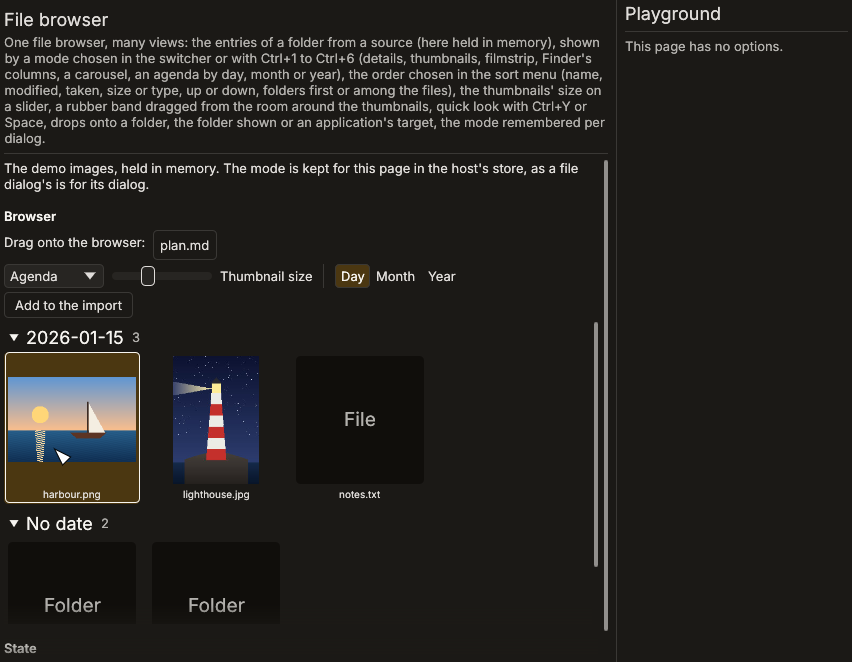 File browser
One file browser, many views: the entries of a folder from a source (here held in memory), shown
by a mode chosen in the switcher or with Ctrl+1 to Ctrl+6 (details, thumbnails, filmstrip, Finder's
columns, a carousel, an agenda by day, month or year), the order chosen in the sort menu (name,
modified, taken, size or type, up or down, folders first or among the files), the thumbnails' size on
a slider, a rubber band dragged from the room around the thumbnails, quick look with Ctrl+Y or
Space, drops onto a folder, the folder shown or an application's target, the mode remembered per
dialog.
The demo images, held in memory. The mode is kept for this page in the host's store, as a file
dialog's is for its dialog.
Browser
Drag onto the browser: plan.md
Agenda Thumbnail size Day Month Year
Add to the import
2026-01-15 3
File
harbour.png lighthouse.jpg notes.txt
No date 2
Folder Folder
State
Playground
This page has no options.